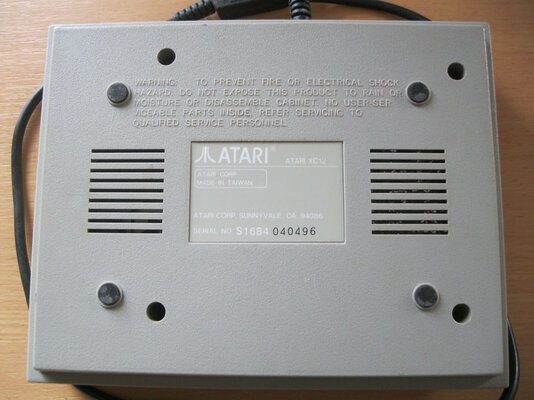 WARNING: TO PREVENT FIRE OR ELECTRICAL SHOCK
HAZARD, DO NOT EXPOSE THIS PRODUCT TO RAIN OR
MOISTURE OR DISASSEMBLE CABINET. NO USER-SER
VICEABLE PARTS INSIDE. REFER SERVICING TO
QUALIFIED SERVICE PERSONNEL.
ATARI® ATARI XC12
ATARI CORP.
MADE IN TAIWAN
ATARI CORP. SUNNYVALE. CA. 94086
SERIAL NO. S1684 040496